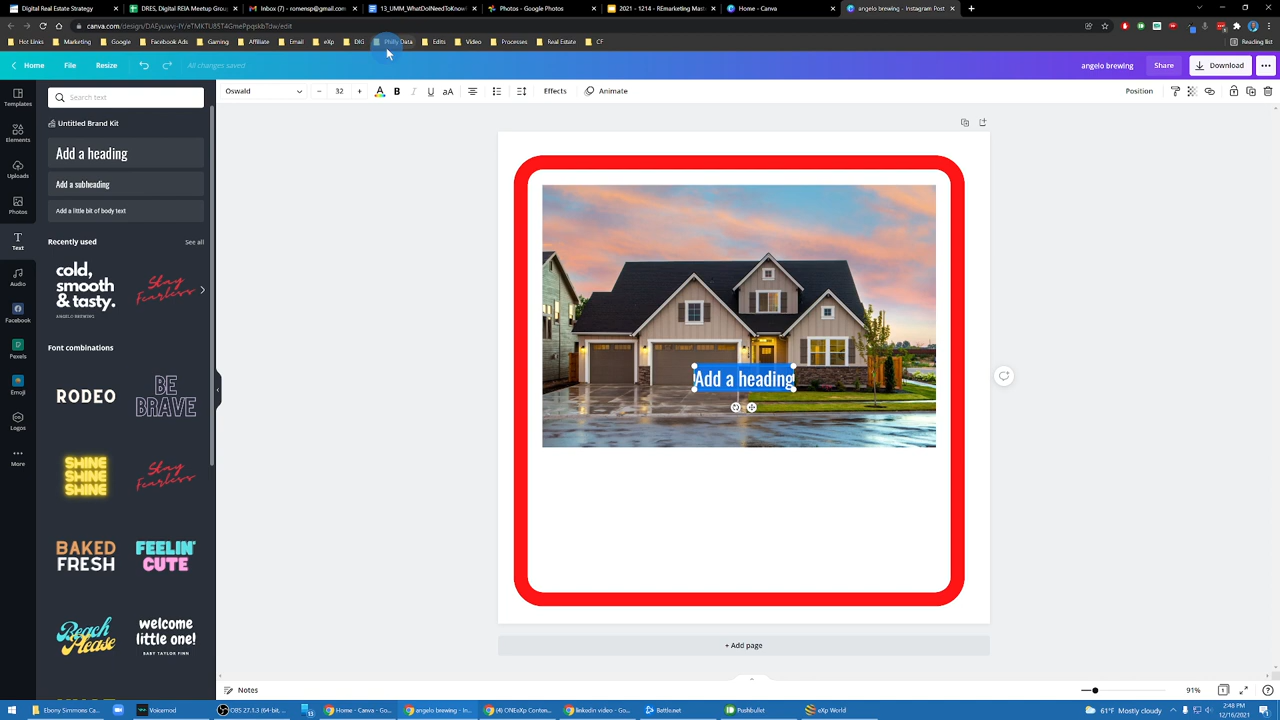 Digital Real Estate Strategy
DRES, Digital REIA Meetup Group
Inbox (7) - romernsp@gmail.com
13_UMM_WhatDoINeedToKnow
Photos - Google Photos
2021 - 1214 - REmarketing Mast
Home - Canva
angelo brewing - Instagram Post
canva.com/design/DAEyuwvj-IY/eTMKTU85T4GmePpqskbTdw/edit
Hot Links
Marketing
Google
Facebook Ads
Gaming
Affiliate
Email
eXp
DIG
Philly Data
Edits
Video
Processes
Real Estate
CF
Reading list
Home
File
Resize
All changes saved
angelo brewing
Share
Download
Oswald
32
A
B
I
U
aA
Effects
Animate
Position
Templates
Elements
Uploads
Photos
Text
Audio
Facebook
Pexels
Emoji
Logos
More
Search text
Untitled Brand Kit
Add a heading
Add a subheading
Add a little bit of body text
Recently used
See all
cold,
smooth
& tasty.
Stay
Fearless
Font combinations
RODEO
BE
BRAVE
SHINE
SHINE
SHINE
Stay
Fearless
BAKED
FRESH
FEELIN'
CUTE
Beach
Please
welcome
little one!
BABY TAYLOR FINN
Add a heading
+ Add page
Notes
91%
1
Ebony Simmons Ca...
Voicemod
OBS 27.1.3 (64-bit, ...
Home - Canva - Go...
angelo brewing - In...
(4) ONEeXp Conten...
linkedin video - Go...
Battle.net
Pushbullet
eXp World
61°F Mostly cloudy
2:48 PM
12/16/2021